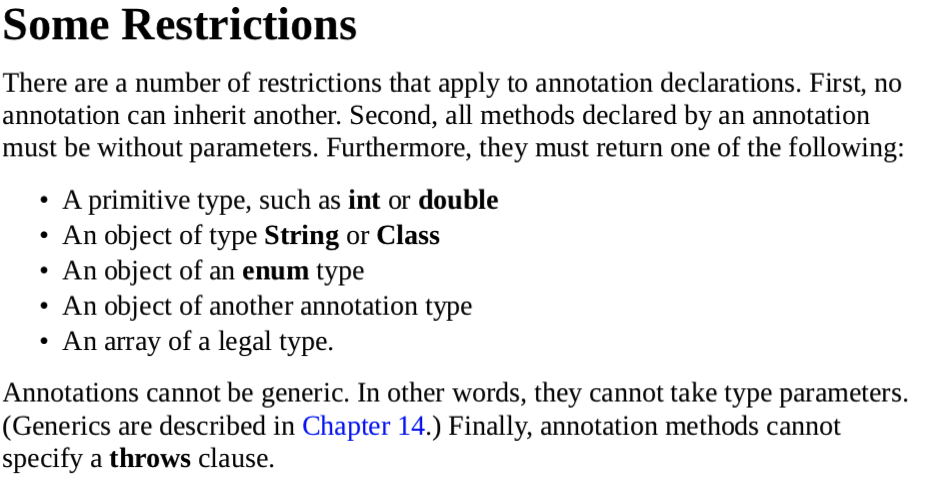 Some Restrictions
There are a number of restrictions that apply to annotation declarations. First, no
annotation can inherit another. Second, all methods declared by an annotation
must be without parameters. Furthermore, they must return one of the following:
• A primitive type, such as int or double
• An object of type String or Class
• An object of an enum type
• An object of another annotation type
• An array of a legal type.
Annotations cannot be generic. In other words, they cannot take type parameters.
(Generics are described in Chapter 14.) Finally, annotation methods cannot
specify a throws clause.